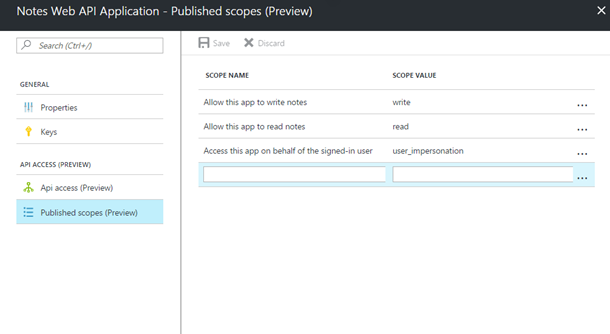 Notes Web API Application - Published scopes (Preview)
Search (Ctrl+/)
GENERAL
Properties
Keys
API ACCESS (PREVIEW)
Api access (Preview)
Published scopes (Preview)
Save Discard
SCOPE NAME SCOPE VALUE
Allow this app to write notes write ...
Allow this app to read notes read ...
Access this app on behalf of the signed-in user user_impersonation ...
...